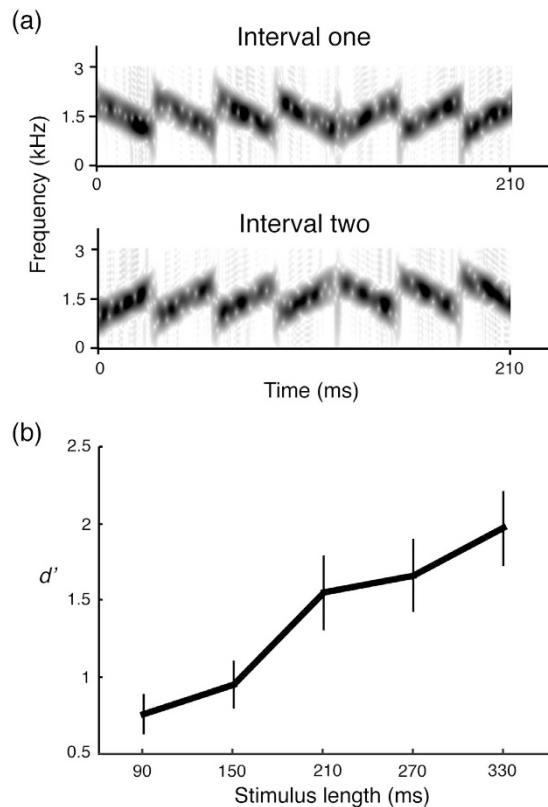 (a)
Interval one
3
1.5
0
0
210
Frequency (kHz)
Interval two
3
1.5
0
0
210
Time (ms)
(b)
2.5
2
1.5
1
0.5
d'
90
150
210
270
330
Stimulus length (ms)